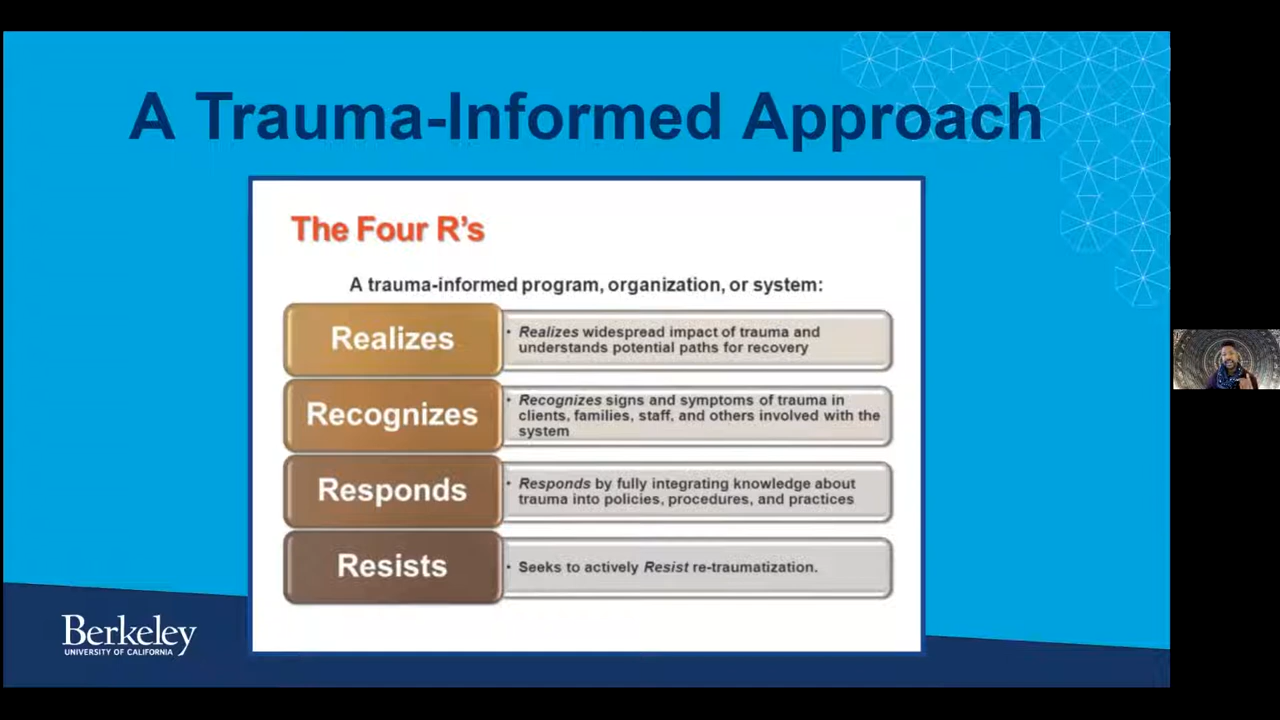 A Trauma-Informed Approach
The Four R's
A trauma-informed program, organization, or system:
Realizes
• Realizes widespread impact of trauma and
understands potential paths for recovery
Recognizes
• Recognizes signs and symptoms of trauma in
clients, families, staff, and others involved with the
system
Responds
• Responds by fully integrating knowledge about
trauma into policies, procedures, and practices
Resists
• Seeks to actively Resist re-traumatization.
Berkeley
UNIVERSITY OF CALIFORNIA